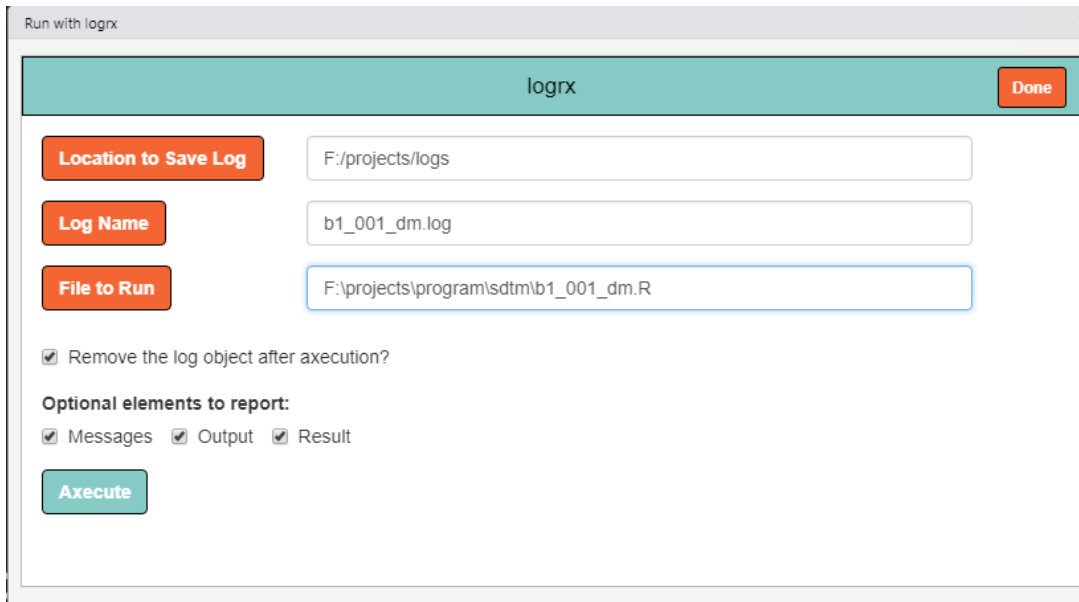 Run with logrx
logrx
Done
Location to Save Log
F:/projects/logs
Log Name
b1_001_dm.log
File to Run
F:\projects\program\sdtm\b1_001_dm.R
Remove the log object after axecution?
Optional elements to report:
Messages Output Result
Axecute